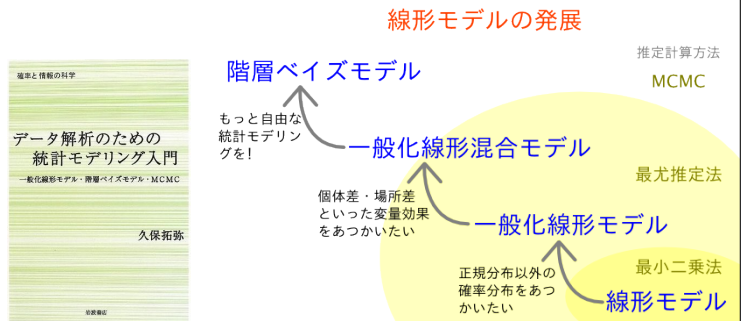 線形モデルの発展
推定計算方法
MCMC
階層ベイズモデル
もっと自由な
統計モデリン
グを!
一般化線形混合モデル
最尤推定法
個体差・場所差
といった変量効果
をあつかいたい
一般化線形モデル
最小二乗法
正規分布以外の
確率分布をあつ
かいたい
線形モデル
確率と情報の科学
データ解析のための
統計モデリング入門
一般化線形モデル・階層ベイズモデル・MCMC
久保拓弥
岩波書店